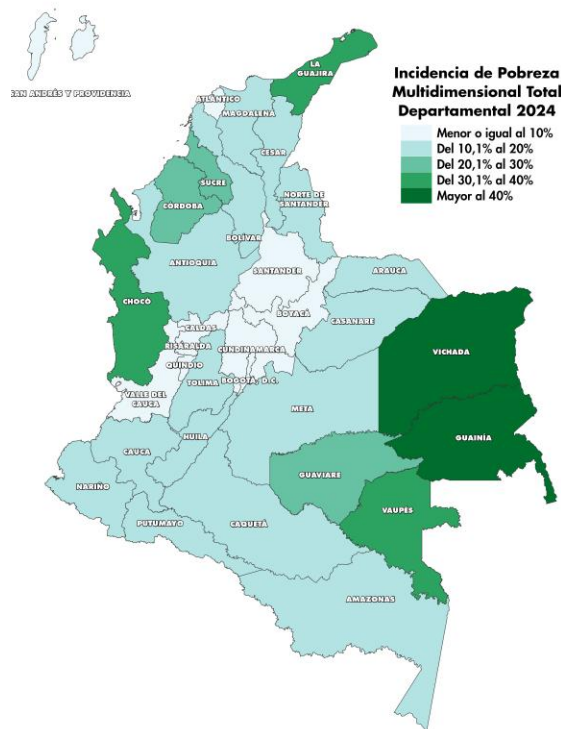 SAN ANDRÉS Y PROVIDENCIA
LA
GUAJIRA
Incidencia de Pobreza
Multidimensional Total
Departamental 2024
Menor o igual al 10%
Del 10,1% al 20%
Del 20,1% al 30%
Del 30,1% al 40%
Mayor al 40%
ATLÁNTICO
MAGDALENA
CESAR
SUCRE
CÓRDOBA
NORTE DE
SANTANDER
BOLÍVAR
ANTIOQUIA
SANTANDER
ARAUCA
CHOCÓ
BOYACÁ
CASANARE
CALDAS
RISARALDA
CUNDINAMARCA
VICHADA
QUINDIO
TOLIMA
BOGOTÁ, D.C.
VALLE DEL
CAUCA
META
HUILA
CAUCA
GUAINÍA
GUAVIARE
NARIÑO
VAUPES
PUTUMAYO
CAQUETÁ
AMAZONAS